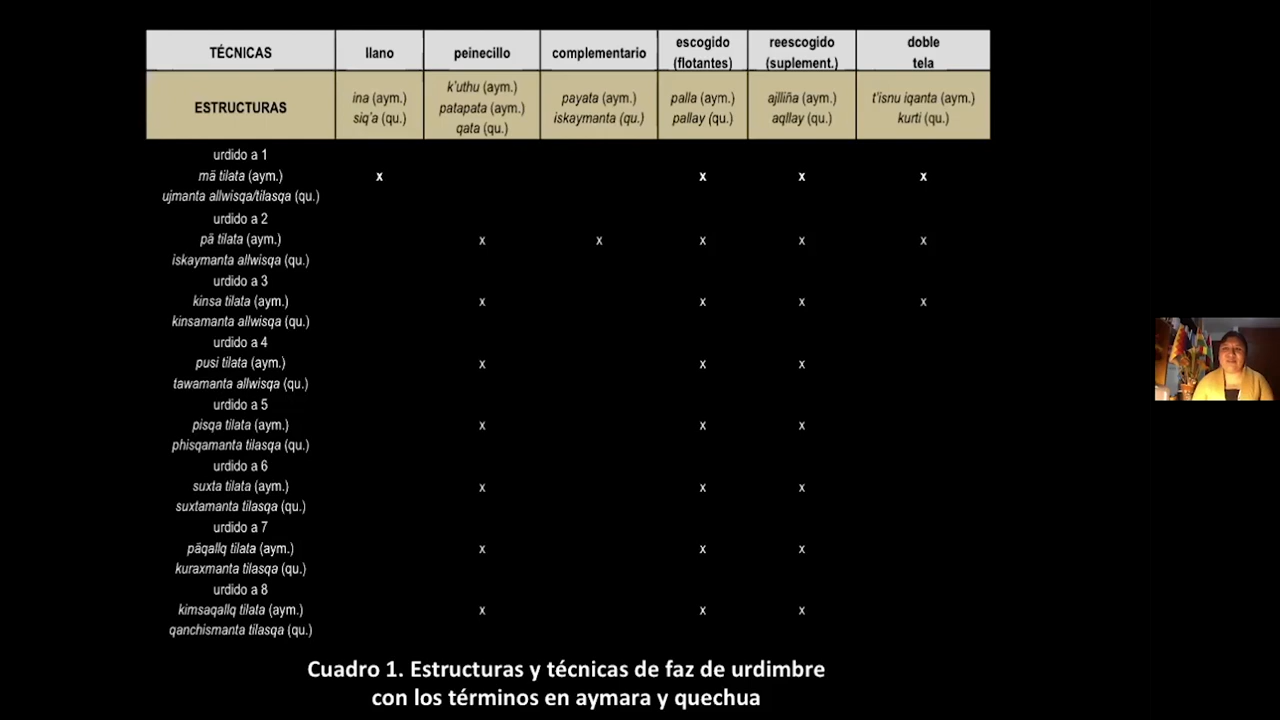 TÉCNICAS llano peinecillo complementario escogido (flotantes) reescogido (suplement.) doble tela
ESTRUCTURAS ina (aym.) siq'a (qu.) k'uthu (aym.) patapata (aym.) qata (qu.) payata (aym.) iskaymanta (qu.) palla (aym.) pallay (qu.) ajlliña (aym.) aqllay (qu.) t'isnu iqanta (aym.) kurti (qu.)
urdido a 1
mä tilata (aym.) x x x x
ujmanta allwisqa/tilasqa (qu.)
urdido a 2
pä tilata (aym.) x x x x x
iskaymanta allwisqa (qu.)
urdido a 3
kinsa tilata (aym.) x x x x
kinsamanta allwisqa (qu.)
urdido a 4
pusi tilata (aym.) x x x
tawamanta allwisqa (qu.)
urdido a 5
pisqa tilata (aym.) x x x
phisqamanta tilasqa (qu.)
urdido a 6
suxta tilata (aym.) x x x
suxtamanta tilasqa (qu.)
urdido a 7
päqallq tilata (aym.) x x x
kuraxmanta tilasqa (qu.)
urdido a 8
kimsaqallq tilata (aym.) x x x
qanchismanta tilasqa (qu.)
Cuadro 1. Estructuras y técnicas de faz de urdimbre
con los términos en aymara y quechua